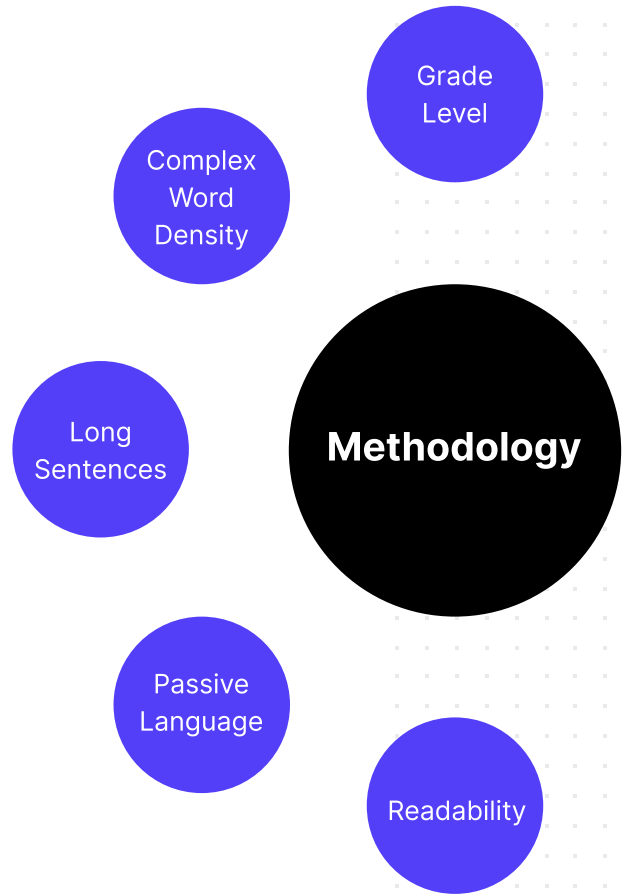 Grade
Level
Complex
Word
Density
Long
Sentences
Methodology
Passive
Language
Readability